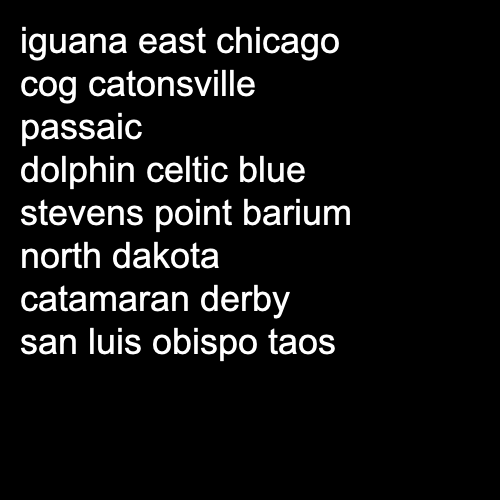 iguana east chicago
cog catonsville
passaic
dolphin celtic blue
stevens point barium
north dakota
catamaran derby
san luis obispo taos